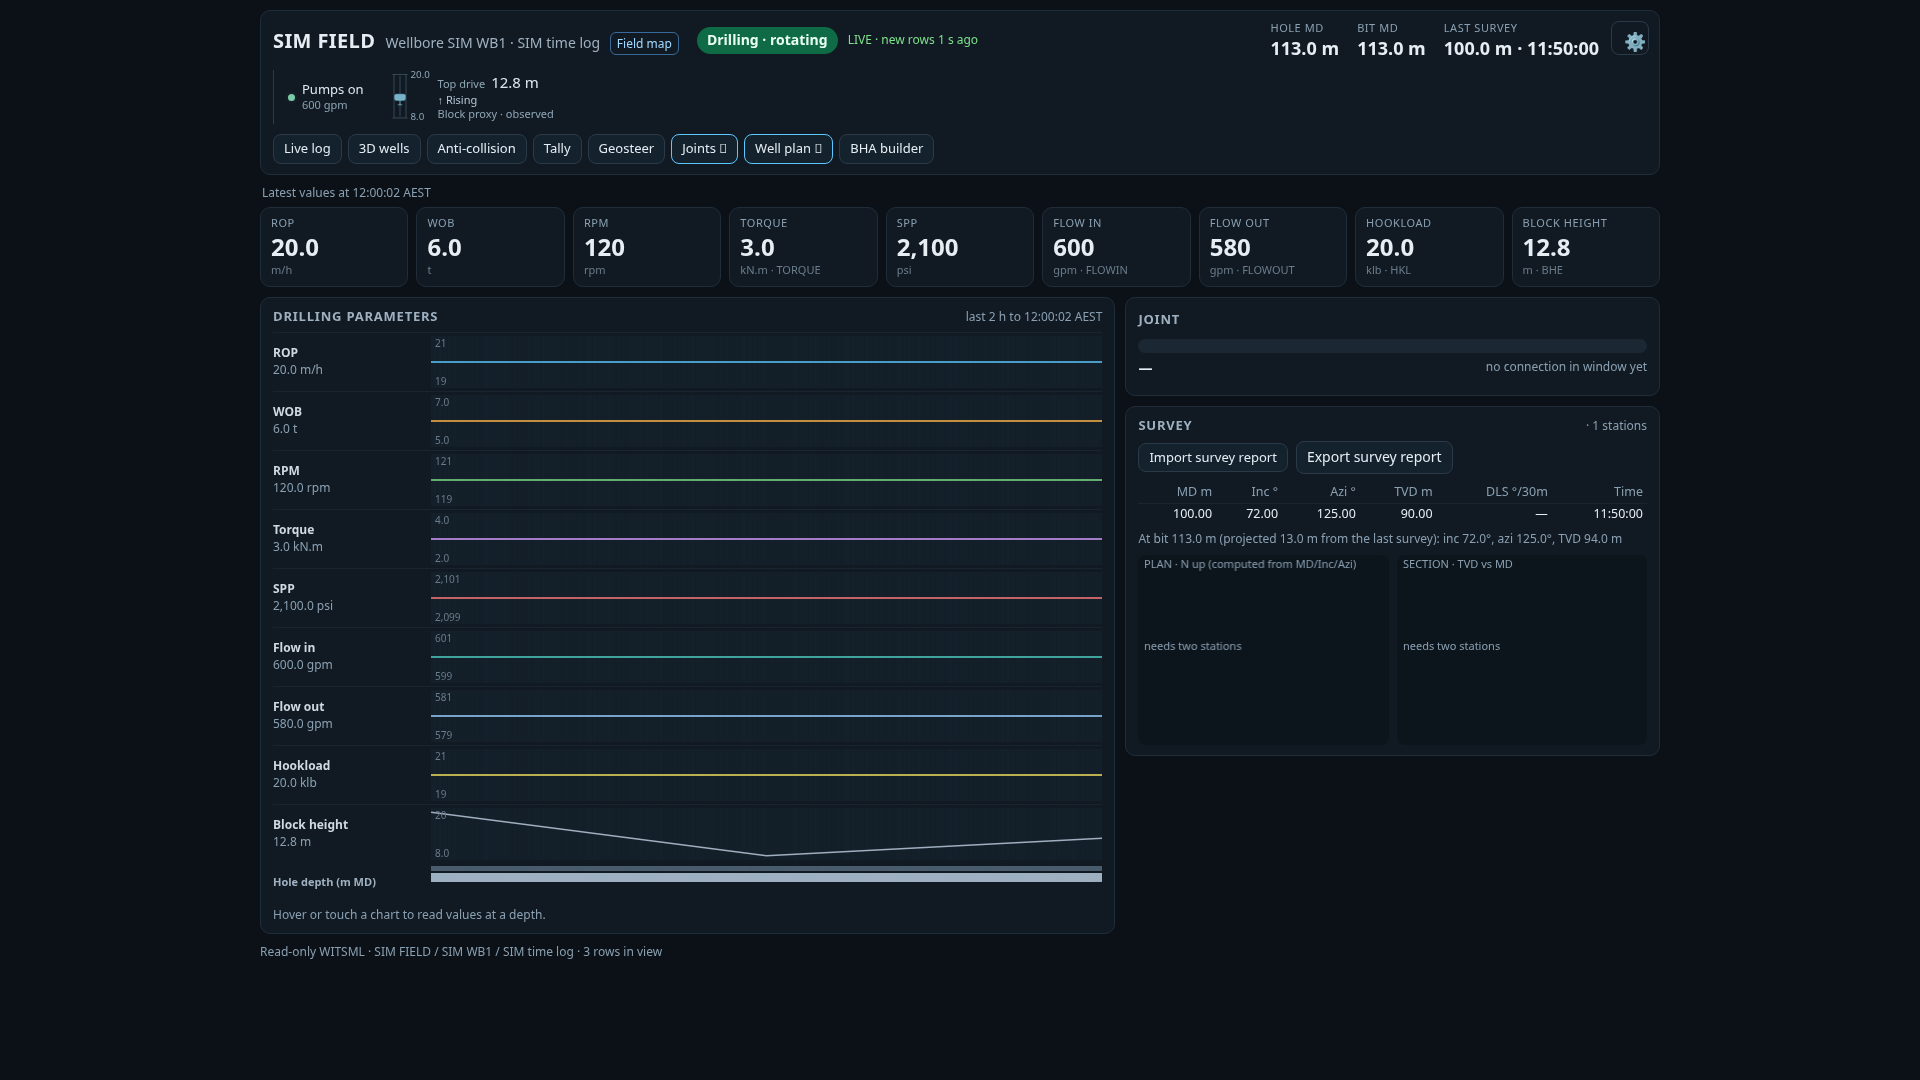 SIM FIELD Wellbore SIM WB1 · SIM time log Field map Drilling · rotating LIVE · new rows 1 s ago
HOLE MD BIT MD LAST SURVEY
113.0 m 113.0 m 100.0 m · 11:50:00
Pumps on
600 gpm
20.0
8.0
Top drive 12.8 m
↑ Rising
Block proxy · observed
Live log 3D wells Anti-collision Tally Geosteer Joints Well plan BHA builder
Latest values at 12:00:02 AEST
ROP
20.0
m/h
WOB
6.0
t
RPM
120
rpm
TORQUE
3.0
kN.m · TORQUE
SPP
2,100
psi
FLOW IN
600
gpm · FLOWIN
FLOW OUT
580
gpm · FLOWOUT
HOOKLOAD
20.0
klb · HKL
BLOCK HEIGHT
12.8
m · BHE
DRILLING PARAMETERS last 2 h to 12:00:02 AEST
ROP
20.0 m/h
21
19
WOB
6.0 t
7.0
5.0
RPM
120.0 rpm
121
119
Torque
3.0 kN.m
4.0
2.0
SPP
2,100.0 psi
2,101
2,099
Flow in
600.0 gpm
601
599
Flow out
580.0 gpm
581
579
Hookload
20.0 klb
21
19
Block height
12.8 m
20
8.0
Hole depth (m MD)
Hover or touch a chart to read values at a depth.
JOINT
— no connection in window yet
SURVEY · 1 stations
Import survey report Export survey report
MD m Inc ° Azi ° TVD m DLS °/30m Time
100.00 72.00 125.00 90.00 — 11:50:00
At bit 113.0 m (projected 13.0 m from the last survey): inc 72.0°, azi 125.0°, TVD 94.0 m
PLAN · N up (computed from MD/Inc/Azi)
needs two stations
SECTION · TVD vs MD
needs two stations
Read-only WITSML · SIM FIELD / SIM WB1 / SIM time log · 3 rows in view